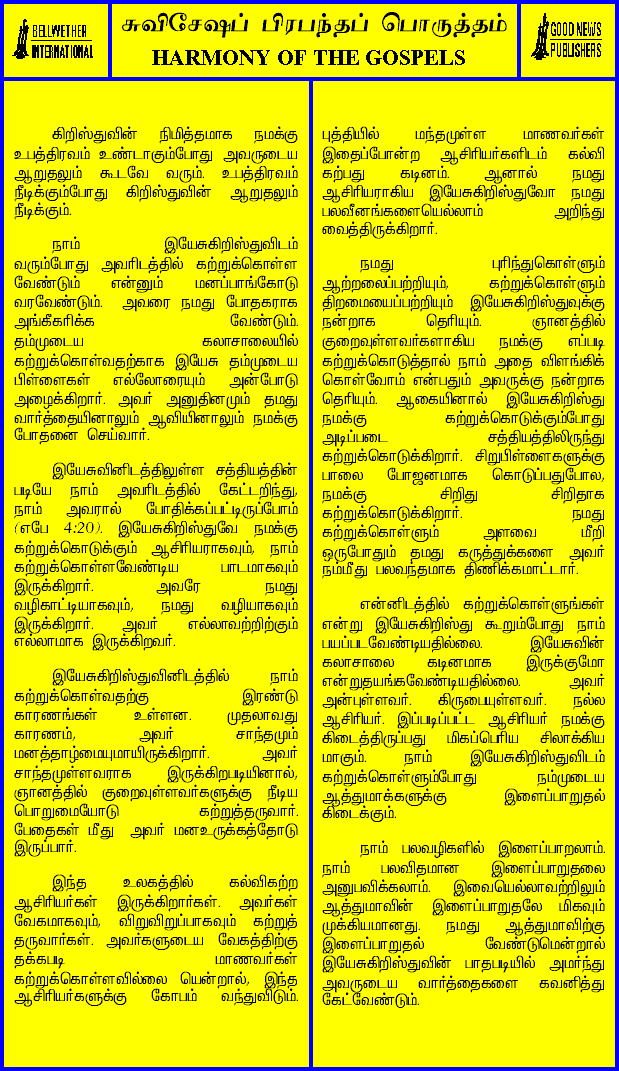 BELLWETHER
INTERNATIONAL
சுவிசேஷப் பிரபந்தப் பொருத்தம்
HARMONY OF THE GOSPELS
GOOD NEWS
PUBLISHERS
கிறிஸ்துவின் நிமித்தமாக நமக்கு
உபத்திரவம் உண்டாகும்போது அவருடைய
ஆறுதலும் கூடவே வரும். உபத்திரவம்
நீடிக்கும்போது கிறிஸ்துவின் ஆறுதலும்
நீடிக்கும்.
நாம் இயேசுகிறிஸ்துவிடம்
வரும்போது அவரிடத்தில் கற்றுக்கொள்ள
வேண்டும் என்னும் மனப்பாங்கோடு
வரவேண்டும். அவரை நமது போதகராக
அங்கீகரிக்க வேண்டும்.
தம்முடைய கலாசாலையில்
கற்றுக்கொள்வதற்காக இயேசு தம்முடைய
பிள்ளைகள் எல்லோரையும் அன்போடு
அழைக்கிறார். அவர் அனுதினமும் தமது
வார்த்தையினாலும் ஆவியினாலும் நமக்கு
போதனை செய்வார்.
இயேசுவினிடத்திலுள்ள சத்தியத்தின்
படியே நாம் அவரிடத்தில் கேட்டறிந்து,
நாம் அவரால் போதிக்கப்பட்டிருப்போம்
(எபே 4:20). இயேசுகிறிஸ்துவே நமக்கு
கற்றுக்கொடுக்கும் ஆசிரியராகவும், நாம்
கற்றுக்கொள்ளவேண்டிய பாடமாகவும்
இருக்கிறார். அவரே நமது
வழிகாட்டியாகவும், நமது வழியாகவும்
இருக்கிறார். அவர் எல்லாவற்றிற்கும்
எல்லாமாக இருக்கிறவர்.
இயேசுகிறிஸ்துவினிடத்தில் நாம்
கற்றுக்கொள்வதற்கு இரண்டு
காரணங்கள் உள்ளன. முதலாவது
காரணம், அவர் சாந்தமும்
மனத்தாழ்மையுமாயிருக்கிறார். அவர்
சாந்தமுள்ளவராக இருக்கிறபடியினால்,
ஞானத்தில் குறைவுள்ளவர்களுக்கு நீடிய
பொறுமையோடு கற்றுத்தருவார்.
பேதைகள் மீது அவர் மனஉருக்கத்தோடு
இருப்பார்.
இந்த உலகத்தில் கல்விகற்ற
ஆசிரியர்கள் இருக்கிறார்கள். அவர்கள்
வேகமாகவும், விறுவிறுப்பாகவும் கற்றுத்
தருவார்கள். அவர்களுடைய வேகத்திற்கு
தக்கபடி மாணவர்கள்
கற்றுக்கொள்ளவில்லை யென்றால், இந்த
ஆசிரியர்களுக்கு கோபம் வந்துவிடும்.
புத்தியில் மந்தமுள்ள மாணவர்கள்
இதைப்போன்ற ஆசிரியர்களிடம் கல்வி
கற்பது கடினம். ஆனால் நமது
ஆசிரியராகிய இயேசுகிறிஸ்துவோ நமது
பலவீனங்களையெல்லாம் அறிந்து
வைத்திருக்கிறார்.
நமது புரிந்துகொள்ளும்
ஆற்றலைப்பற்றியும், கற்றுக்கொள்ளும்
திறமையைப்பற்றியும் இயேசுகிறிஸ்துவுக்கு
நன்றாக தெரியும். ஞானத்தில்
குறைவுள்ளவர்களாகிய நமக்கு எப்படி
கற்றுக்கொடுத்தால் நாம் அதை விளங்கிக்
கொள்வோம் என்பதும் அவருக்கு நன்றாக
தெரியும். ஆகையினால் இயேசுகிறிஸ்து
நமக்கு கற்றுக்கொடுக்கும்போது
அடிப்படை சத்தியத்திலிருந்து
கற்றுக்கொடுக்கிறார். சிறுபிள்ளைகளுக்கு
பாலை போஜனமாக கொடுப்பதுபோல,
நமக்கு சிறிது சிறிதாக
கற்றுக்கொடுக்கிறார். நமது
கற்றுக்கொள்ளும் அளவை மீறி
ஒருபோதும் தமது கருத்துக்களை அவர்
நம்மீது பலவந்தமாக திணிக்கமாட்டார்.
என்னிடத்தில் கற்றுக்கொள்ளுங்கள்
என்று இயேசுகிறிஸ்து கூறும்போது நாம்
பயப்படவேண்டியதில்லை. இயேசுவின்
கலாசாலை கடினமாக இருக்குமோ
என்றுதயங்கவேண்டியதில்லை. அவர்
அன்புள்ளவர். கிருபையுள்ளவர். நல்ல
ஆசிரியர். இப்படிப்பட்ட ஆசிரியர் நமக்கு
கிடைத்திருப்பது மிகப்பெரிய சிலாக்கிய
மாகும். நாம் இயேசுகிறிஸ்துவிடம்
கற்றுக்கொள்ளும்போது நம்முடைய
ஆத்துமாக்களுக்கு இளைப்பாறுதல்
கிடைக்கும்.
நாம் பலவழிகளில் இளைப்பாறலாம்.
நாம் பலவிதமான இளைப்பாறுதலை
அனுபவிக்கலாம். இவையெல்லாவற்றிலும்
ஆத்துமாவின் இளைப்பாறுதலே மிகவும்
முக்கியமானது. நமது ஆத்துமாவிற்கு
இளைப்பாறுதல் வேண்டுமென்றால்
இயேசுகிறிஸ்துவின் பாதபடியில் அமர்ந்து
அவருடைய வார்த்தைகளை கவனித்து
கேட்வேண்டும்.